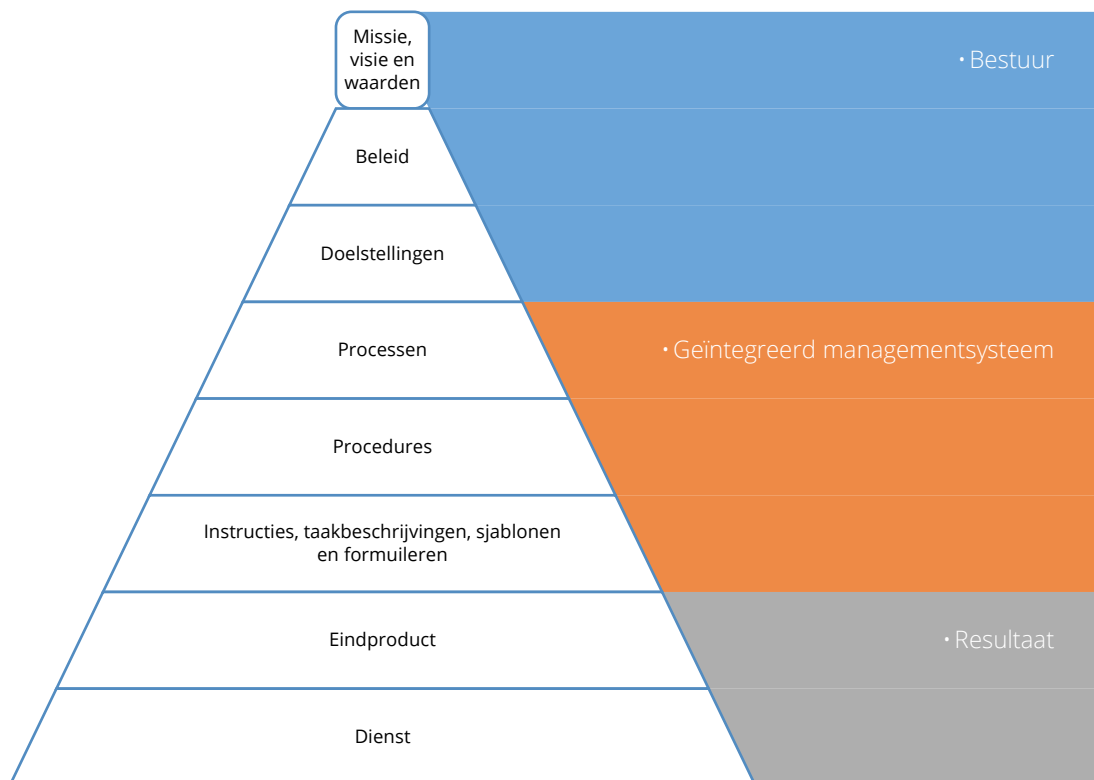 Missie,
visie en
waarden
• Bestuur
Beleid
Doelstellingen
Processen
• Geïntegreerd managementsysteem
Procedures
Instructies, taakbeschrijvingen, sjablonen
en formuileren
Eindproduct
• Resultaat
Dienst